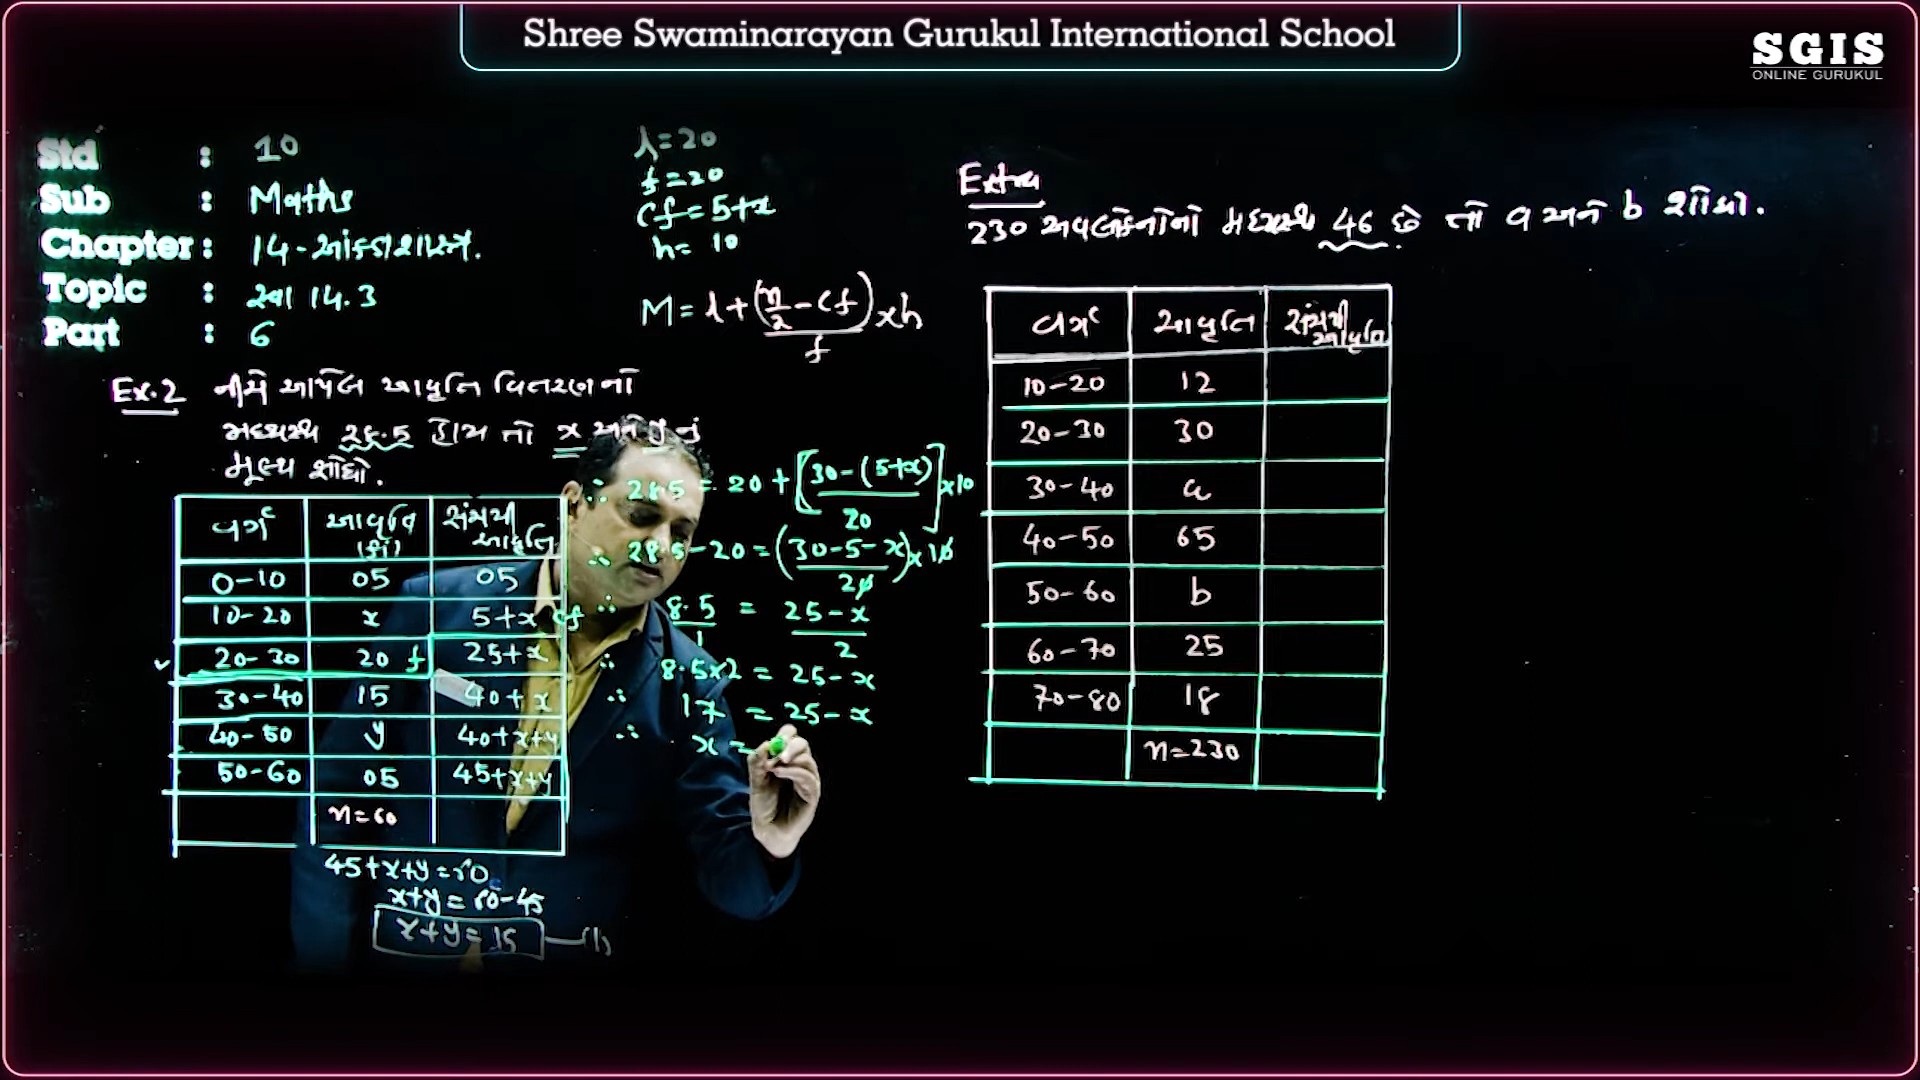 Shree Swaminarayan Gurukul International School
SGIS
ONLINE GURUKUL
Std : 10
Sub : Maths
Chapter : 14 - આંકડાશાસ્ત્ર.
Topic : સ્વા 14.3
Part : 6
Ex.2 નીચે આપેલ આવૃત્તિ વિતરણનો
મધ્યસ્થ 28.5 હોય તો x અને y નું
મૂલ્ય શોધો.
વર્ગ આવૃત્તિ (fi) સંચયી આવૃત્તિ
0-10 05 05
10-20 x 5+x cf
20-30 20 f 25+x
30-40 15 40+x
40-50 y 40+x+y
50-60 05 45+x+y
n=60
45+x+y=60
x+y=60-45
x+y=15 —(1)
l=20
f=20
cf=5+x
h=10
M = l+(n/2 - cf)/f ×h
∴ 28.5 = 20+[30-(5+x)/20]×10
∴ 28.5-20 = (30-5-x/20)×10
∴ 8.5/1 = 25-x/2
∴ 8.5×2 = 25-x
∴ 17 = 25-x
∴ x =
Extra
230 અવલોકનોનો મધ્યસ્થ 46 છે તો a અને b શોધો.
વર્ગ આવૃત્તિ સંચયી આવૃત્તિ
10-20 12
20-30 30
30-40 a
40-50 65
50-60 b
60-70 25
70-80 18
n=230